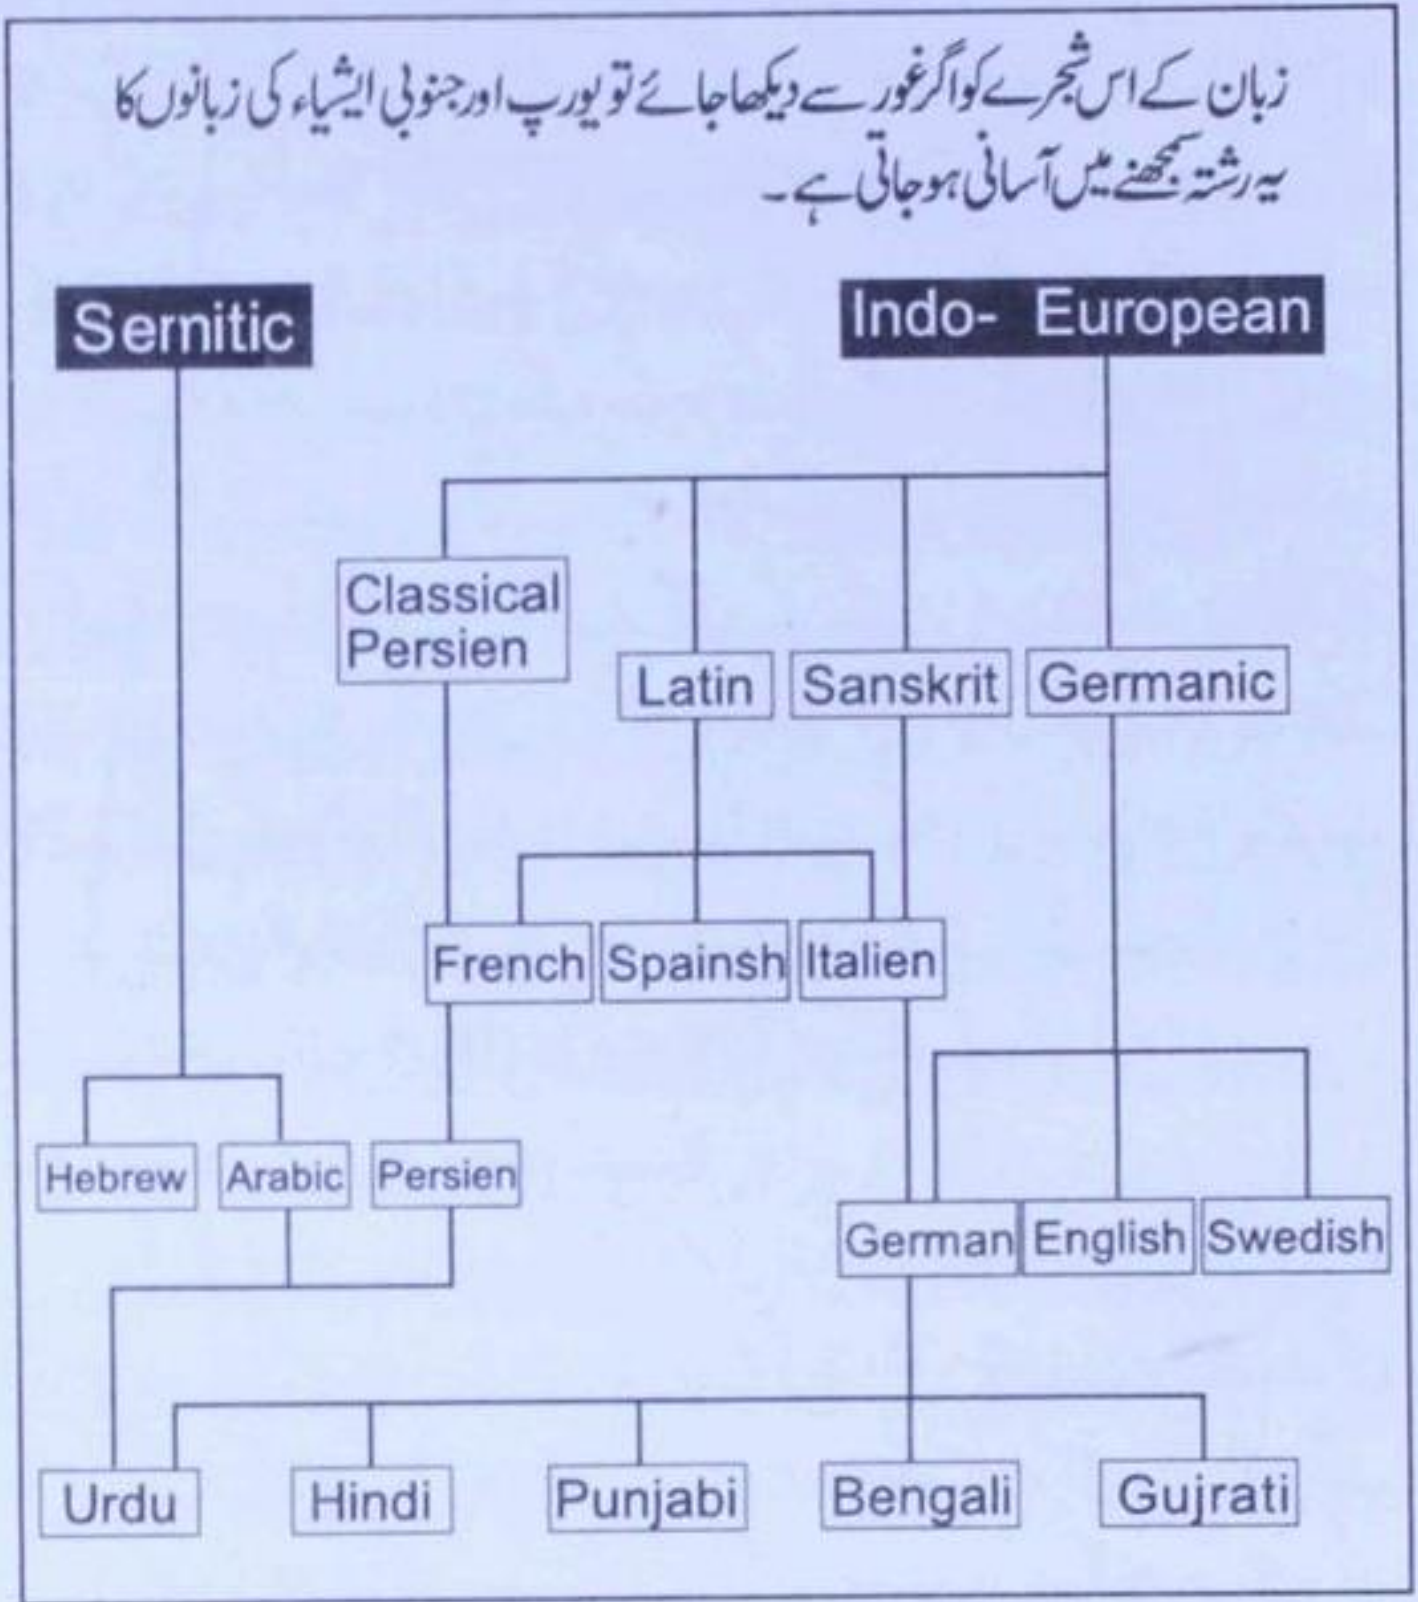 زبان کے اس شجرے کو اگر غور سے دیکھا جائے تو یورپ اور جنوبی ایشیاء کی زبانوں کا
یہ رشتہ سمجھنے میں آسانی ہو جاتی ہے۔
Sernitic
Indo- European
Classical
Persien
Latin
Sanskrit
Germanic
French
Spainsh
Italien
Hebrew
Arabic
Persien
German
English
Swedish
Urdu
Hindi
Punjabi
Bengali
Gujrati